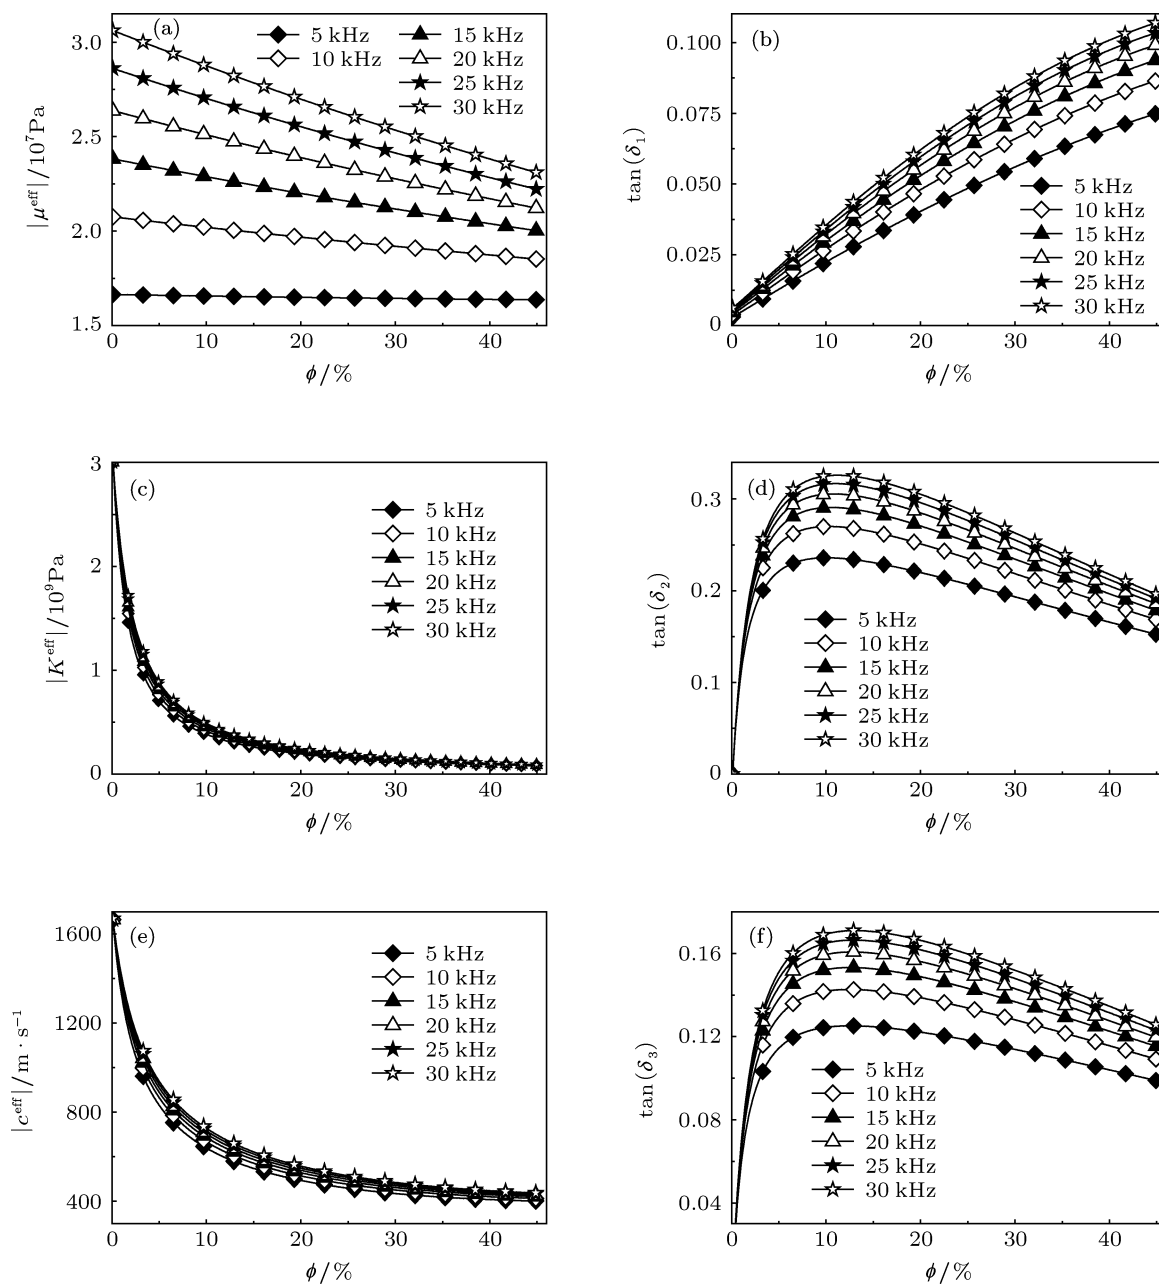 (a)
5 kHz 15 kHz
10 kHz 20 kHz
25 kHz
30 kHz
3.0
2.5
2.0
1.5
|μ^eff|/10^7Pa
0 10 20 30 40
ϕ/%
(b)
0.100
0.075
0.050
0.025
0
tan(δ_1)
5 kHz
10 kHz
15 kHz
20 kHz
25 kHz
30 kHz
0 10 20 30 40
ϕ/%
(c)
3
2
1
0
|K^eff|/10^9Pa
5 kHz
10 kHz
15 kHz
20 kHz
25 kHz
30 kHz
0 10 20 30 40
ϕ/%
(d)
0.3
0.2
0.1
0
tan(δ_2)
5 kHz
10 kHz
15 kHz
20 kHz
25 kHz
30 kHz
0 10 20 30 40
ϕ/%
(e)
1600
1200
800
400
|c^eff|/m·s^-1
5 kHz
10 kHz
15 kHz
20 kHz
25 kHz
30 kHz
0 10 20 30 40
ϕ/%
(f)
0.16
0.12
0.08
0.04
tan(δ_3)
5 kHz
10 kHz
15 kHz
20 kHz
25 kHz
30 kHz
0 10 20 30 40
ϕ/%